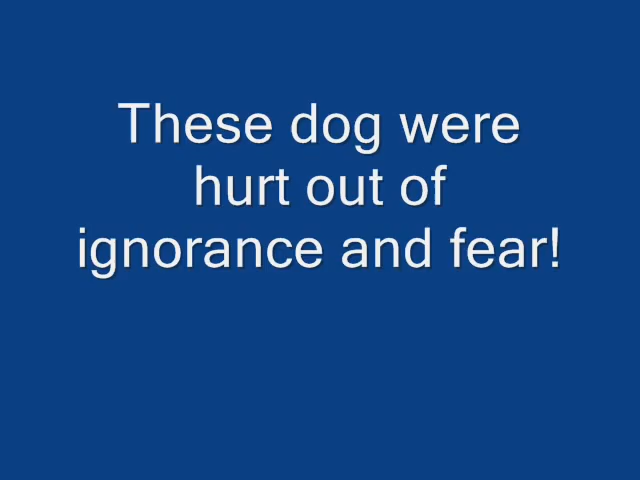 These dog were
hurt out of
ignorance and fear!